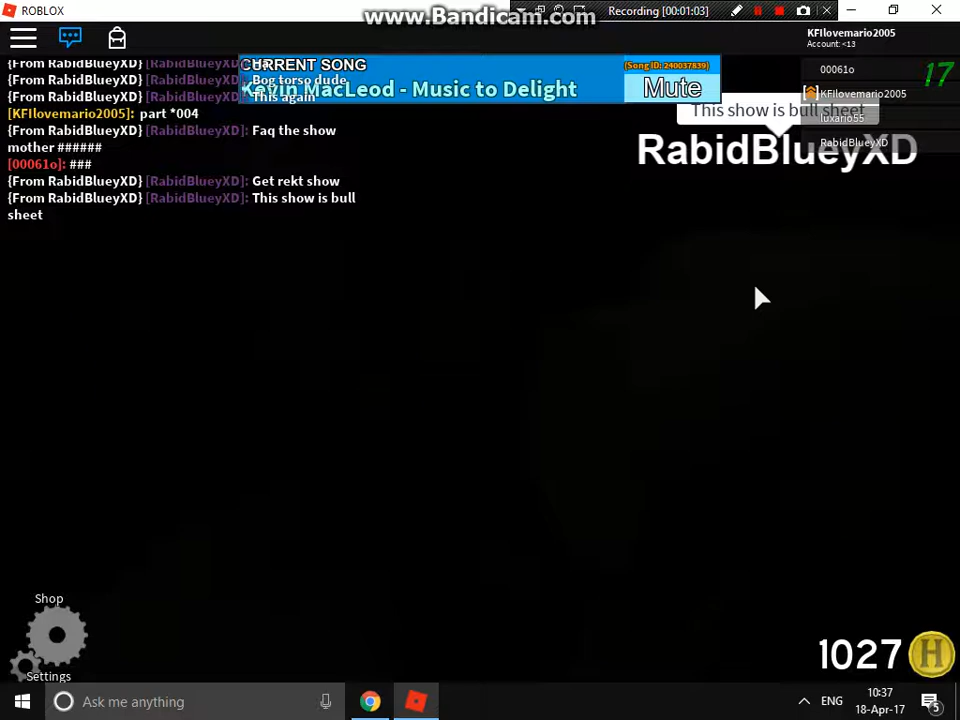 ROBLOX
www.Bandicam.com
Recording [00:01:03]
KFIlovemario2005
Account: <13
{From RabidBlueyXD} [RabidBlueyXD]:
CURRENT SONG
(Song ID: 240037839)
00061o
17
{From RabidBlueyXD} [RabidBlueyXD]: Bog torso dude
Kevin MacLeod - Music to Delight
Mute
{From RabidBlueyXD} [RabidBlueyXD]: This again
KFIlovemario2005
[KFIlovemario2005]: part *004
This show is bull sheet
luxario55
{From RabidBlueyXD} [RabidBlueyXD]: Faq the show
mother ######
RabidBlueyXD
RabidBlueyXD
[00061o]: ###
{From RabidBlueyXD} [RabidBlueyXD]: Get rekt show
{From RabidBlueyXD} [RabidBlueyXD]: This show is bull
sheet
Shop
Settings
1027
H
Ask me anything
ENG
10:37
18-Apr-17
5